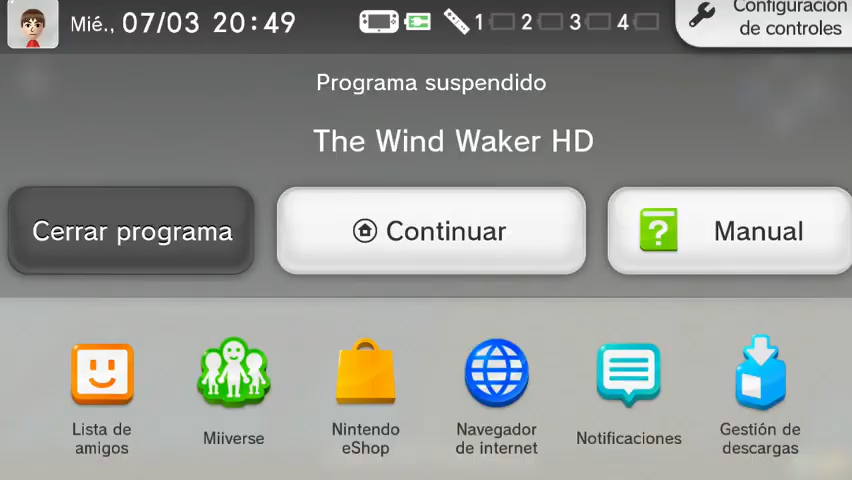 Mié., 07/03 20:49
1 2 3 4
Configuración
de controles
Programa suspendido
The Wind Waker HD
Cerrar programa
Continuar
? Manual
Lista de
amigos
Miiverse
Nintendo
eShop
Navegador
de internet
Notificaciones
Gestión de
descargas